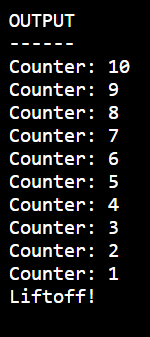 OUTPUT
------
Counter: 10
Counter: 9
Counter: 8
Counter: 7
Counter: 6
Counter: 5
Counter: 4
Counter: 3
Counter: 2
Counter: 1
Liftoff!